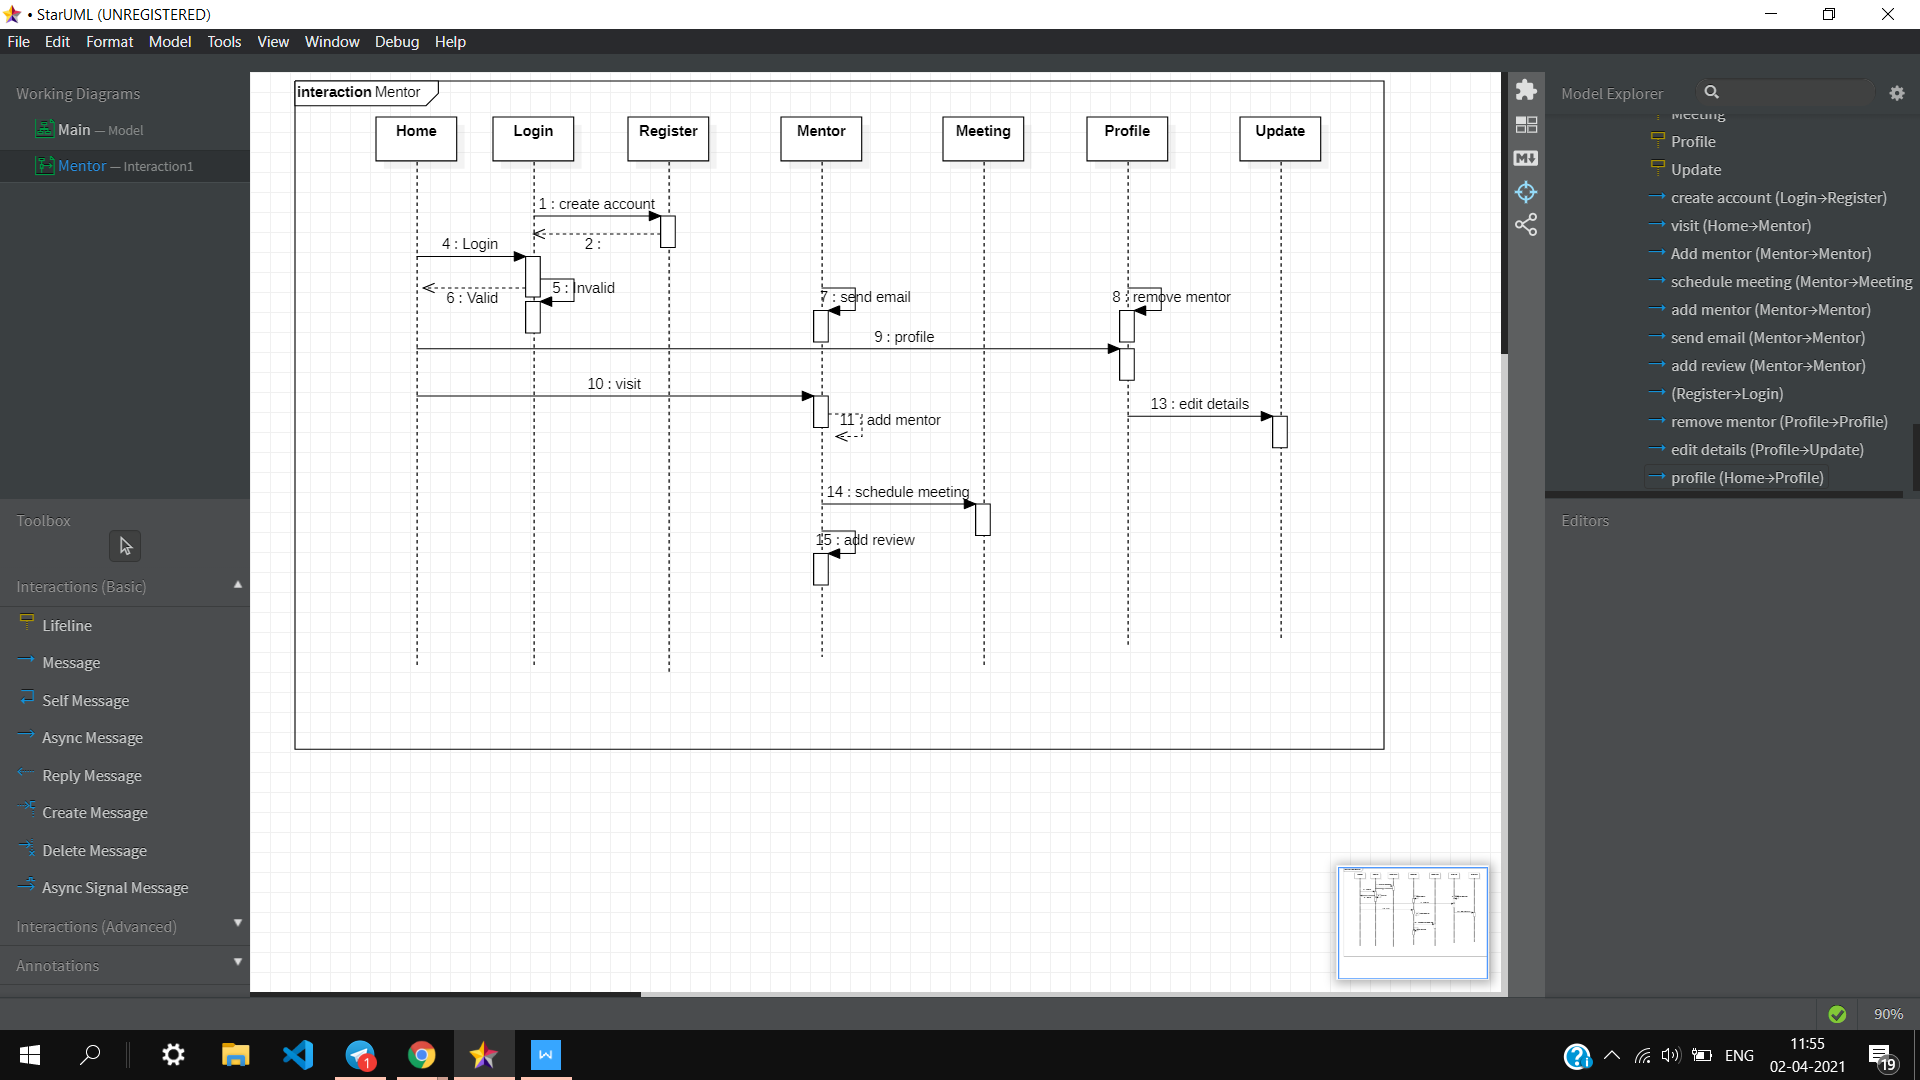 • StarUML (UNREGISTERED)
File Edit Format Model Tools View Window Debug Help
Working Diagrams
Main — Model
Mentor — Interaction1
interaction Mentor
Home Login Register Mentor Meeting Profile Update
1 : create account
2 :
4 : Login
5 : Invalid
6 : Valid
7 : send email
8 : remove mentor
9 : profile
10 : visit
11 : add mentor
13 : edit details
14 : schedule meeting
15 : add review
Toolbox
Interactions (Basic)
Lifeline
Message
Self Message
Async Message
Reply Message
Create Message
Delete Message
Async Signal Message
Interactions (Advanced)
Annotations
Model Explorer
Meeting
Profile
Update
create account (Login→Register)
visit (Home→Mentor)
Add mentor (Mentor→Mentor)
schedule meeting (Mentor→Meeting
add mentor (Mentor→Mentor)
send email (Mentor→Mentor)
add review (Mentor→Mentor)
(Register→Login)
remove mentor (Profile→Profile)
edit details (Profile→Update)
profile (Home→Profile)
Editors
90%
1
W
ENG
11:55
02-04-2021
19